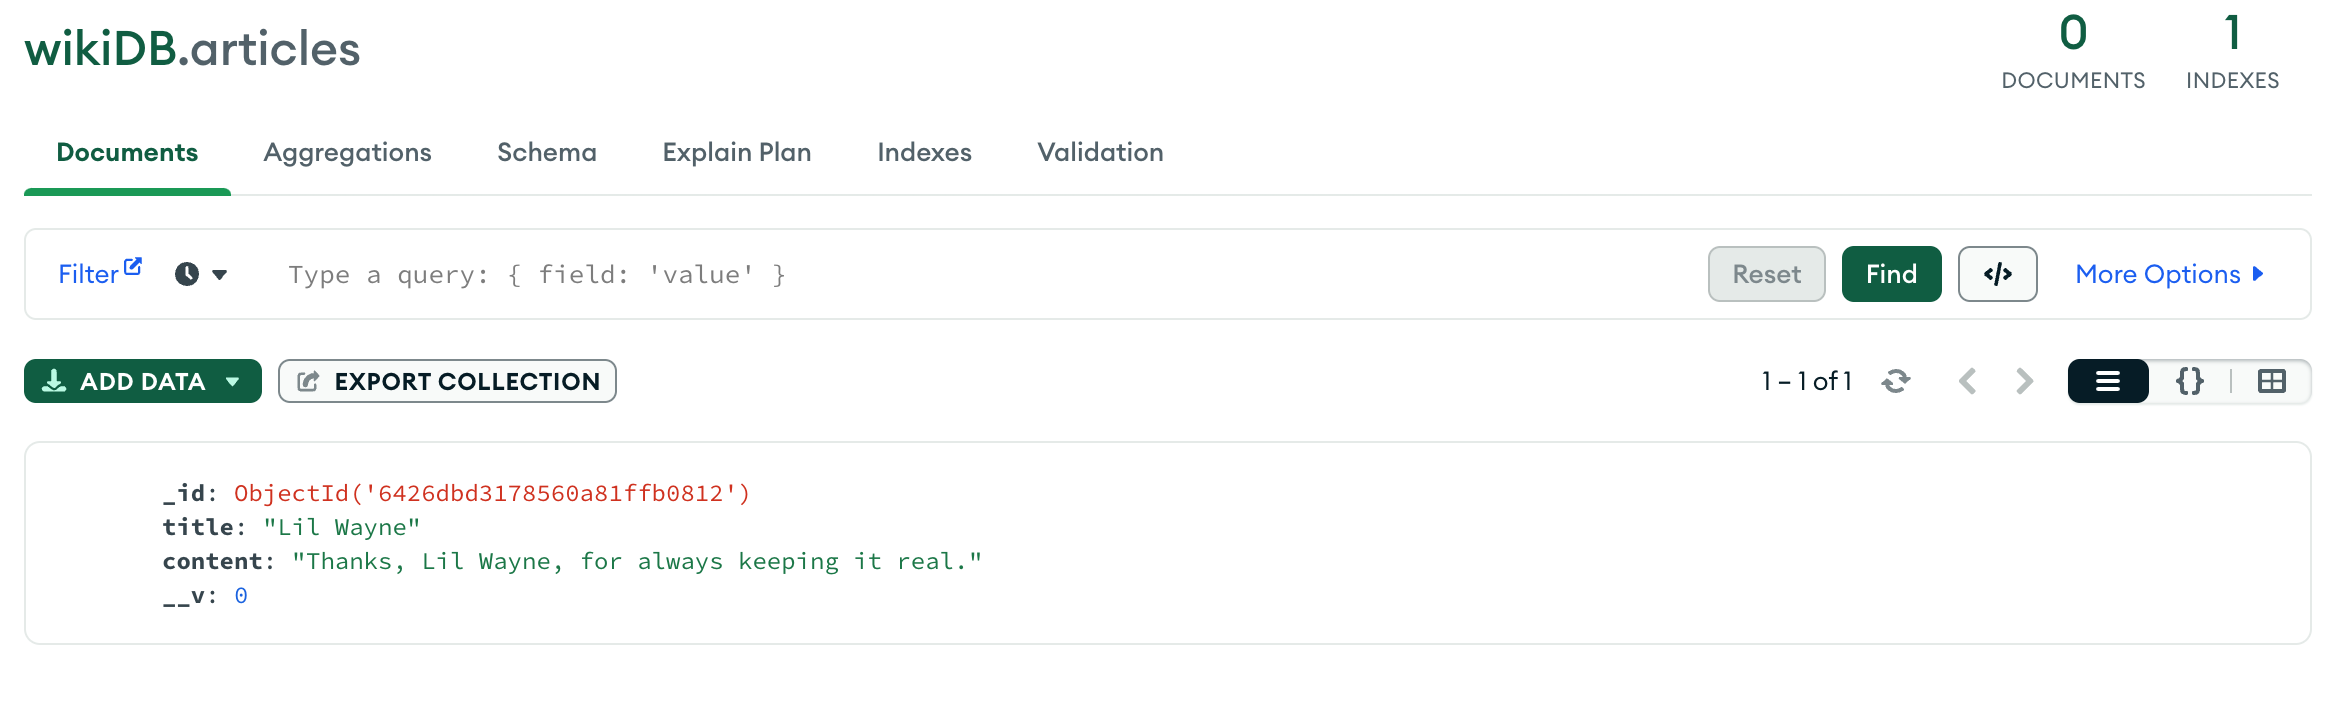 wikiDB.articles
0 DOCUMENTS
1 INDEXES
Documents Aggregations Schema Explain Plan Indexes Validation
Filter Type a query: { field: 'value' } Reset Find </> More Options
ADD DATA EXPORT COLLECTION 1 – 1 of 1 {}
_id: ObjectId('6426dbd3178560a81ffb0812')
title: "Lil Wayne"
content: "Thanks, Lil Wayne, for always keeping it real."
__v: 0